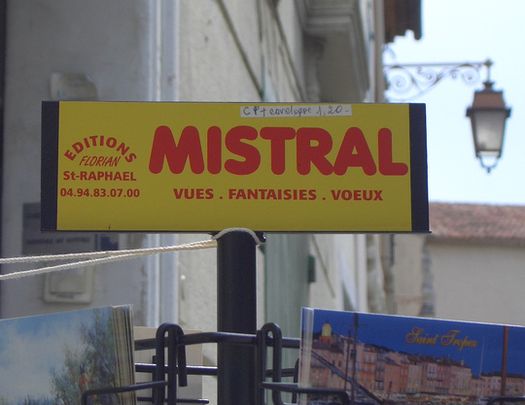 CP + enveloppe 1,20-
EDITIONS
FLORIAN
St-RAPHAEL
04.94.83.07.00
MISTRAL
VUES . FANTAISIES . VOEUX
Saint Tropez